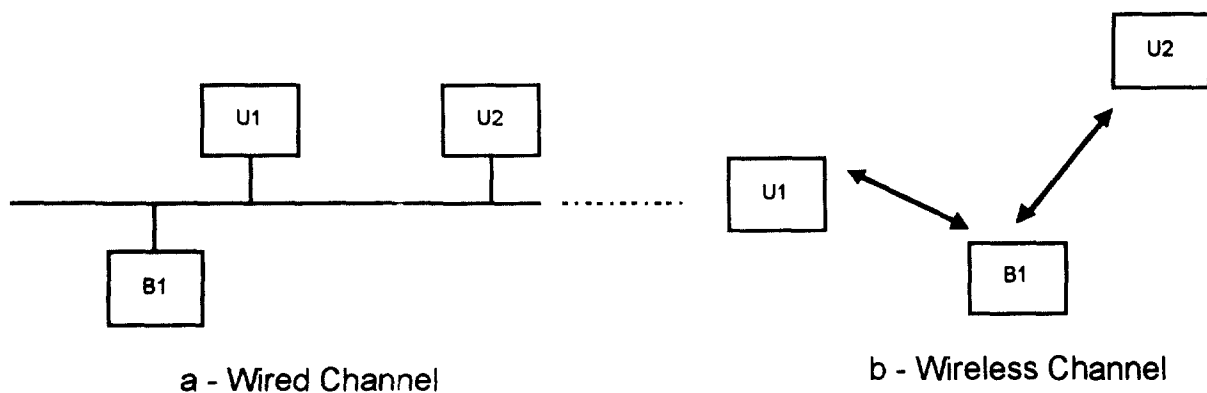 U1
U2
B1
a - Wired Channel
U2
U1
B1
b - Wireless Channel